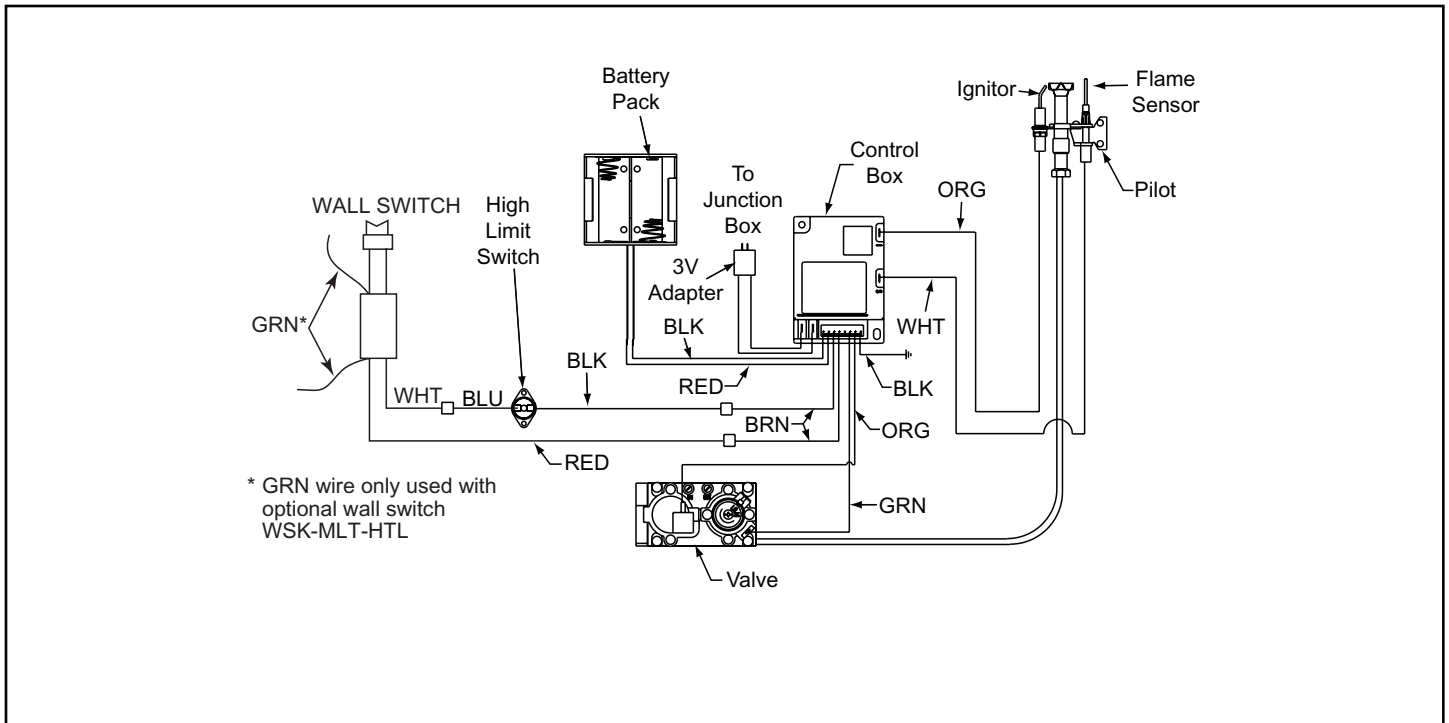 Battery
Pack
Ignitor
Flame
Sensor
Control
Box
To
Junction
Box
ORG
Pilot
WALL SWITCH
High
Limit
Switch
3V
Adapter
GRN*
BLK
WHT
BLK
RED
BLK
WHT
BLU
BRN
ORG
RED
* GRN wire only used with
optional wall switch
WSK-MLT-HTL
GRN
Valve
I
S